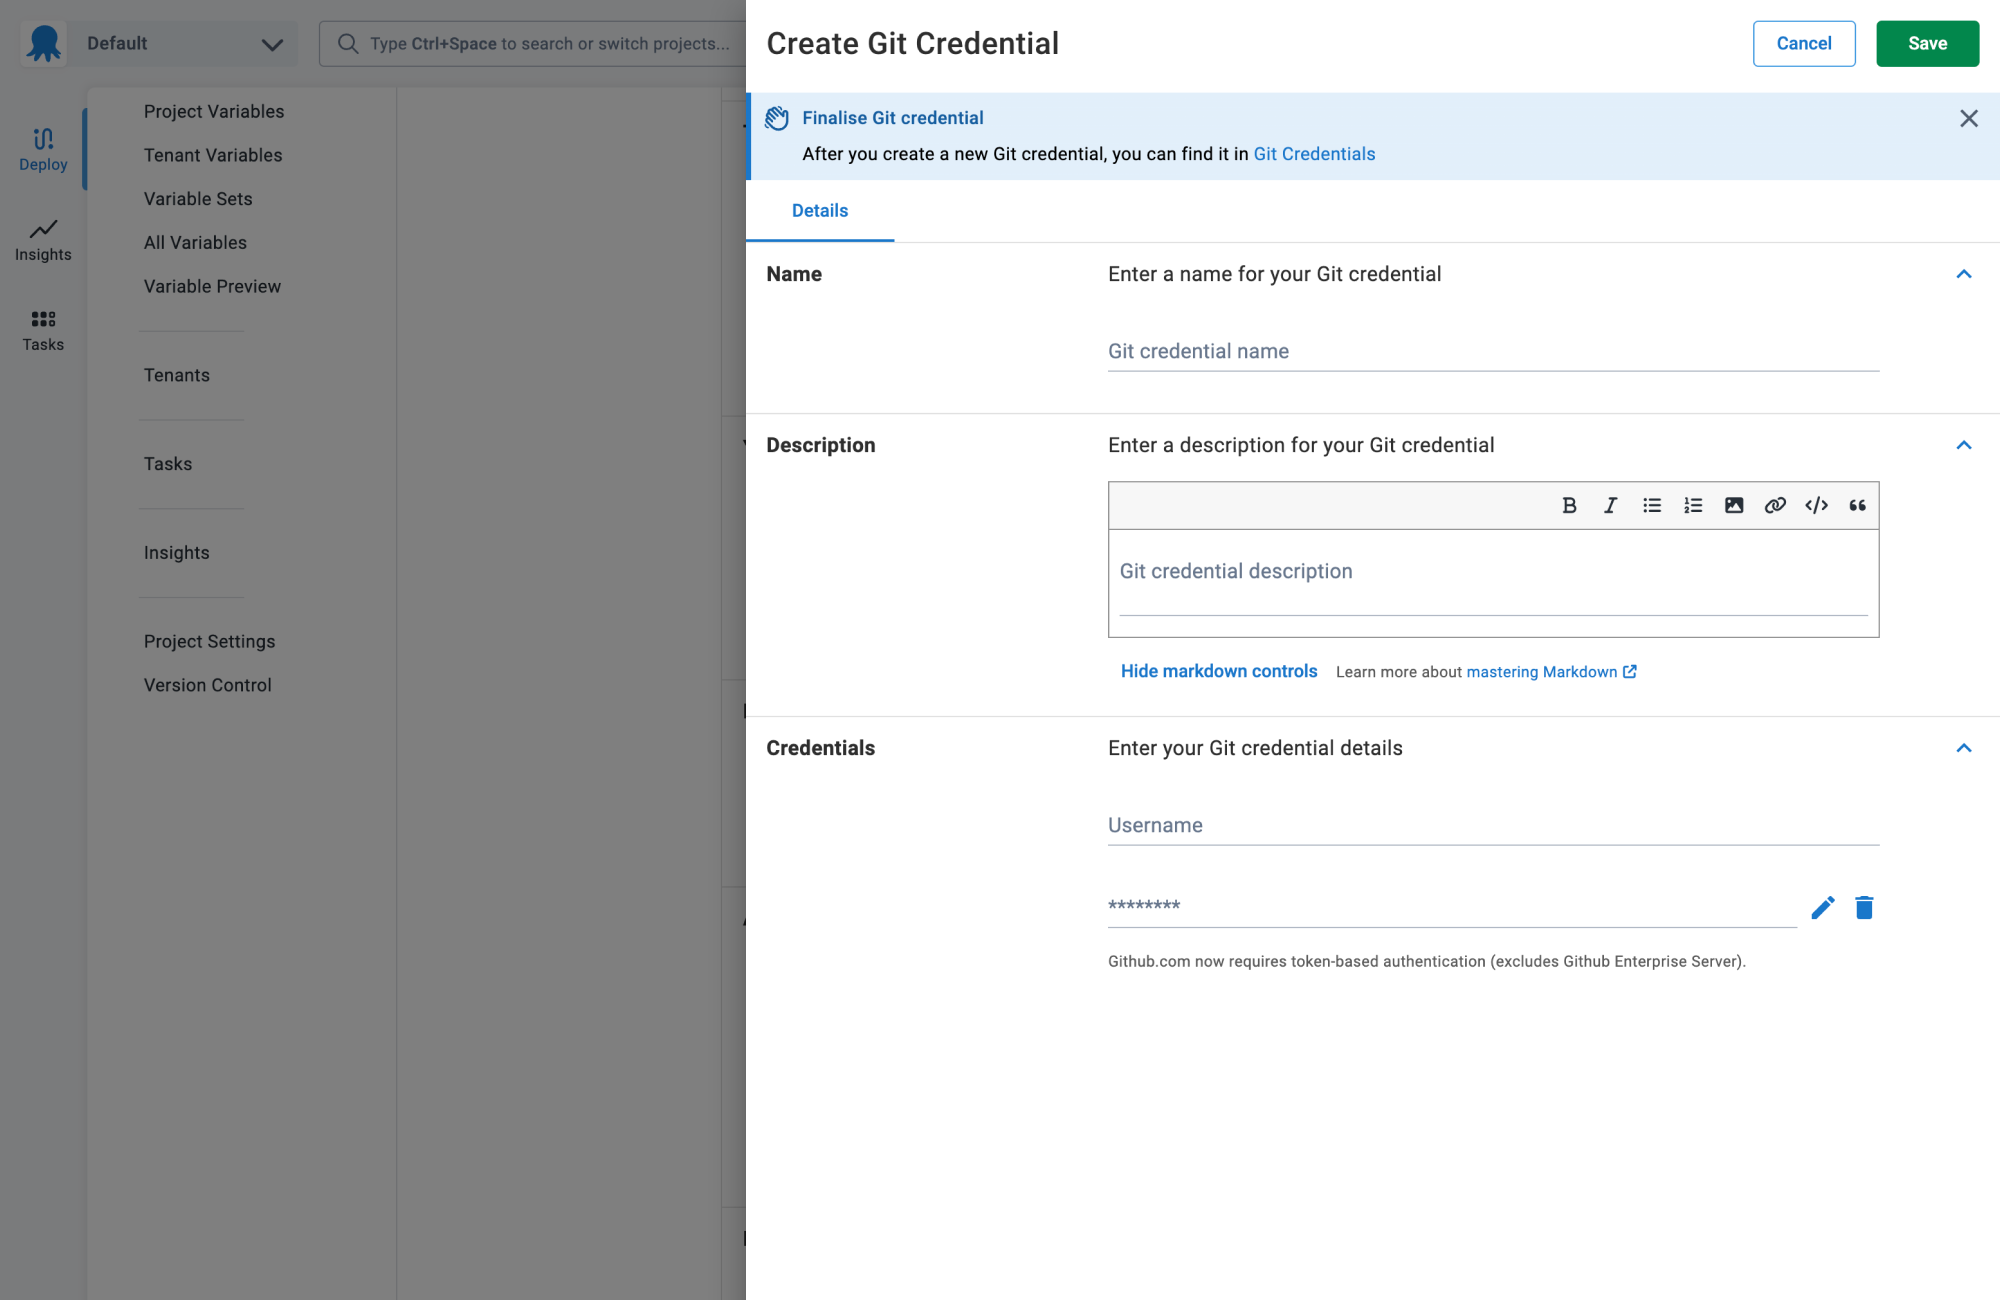 Default
Type Ctrl+Space to search or switch projects...
Deploy
Insights
Tasks
Project Variables
Tenant Variables
Variable Sets
All Variables
Variable Preview
Tenants
Tasks
Insights
Project Settings
Version Control
Create Git Credential
Cancel
Save
Finalise Git credential
After you create a new Git credential, you can find it in Git Credentials
Details
Name
Enter a name for your Git credential
Git credential name
Description
Enter a description for your Git credential
Git credential description
Hide markdown controls Learn more about mastering Markdown
Credentials
Enter your Git credential details
Username
********
Github.com now requires token-based authentication (excludes Github Enterprise Server).